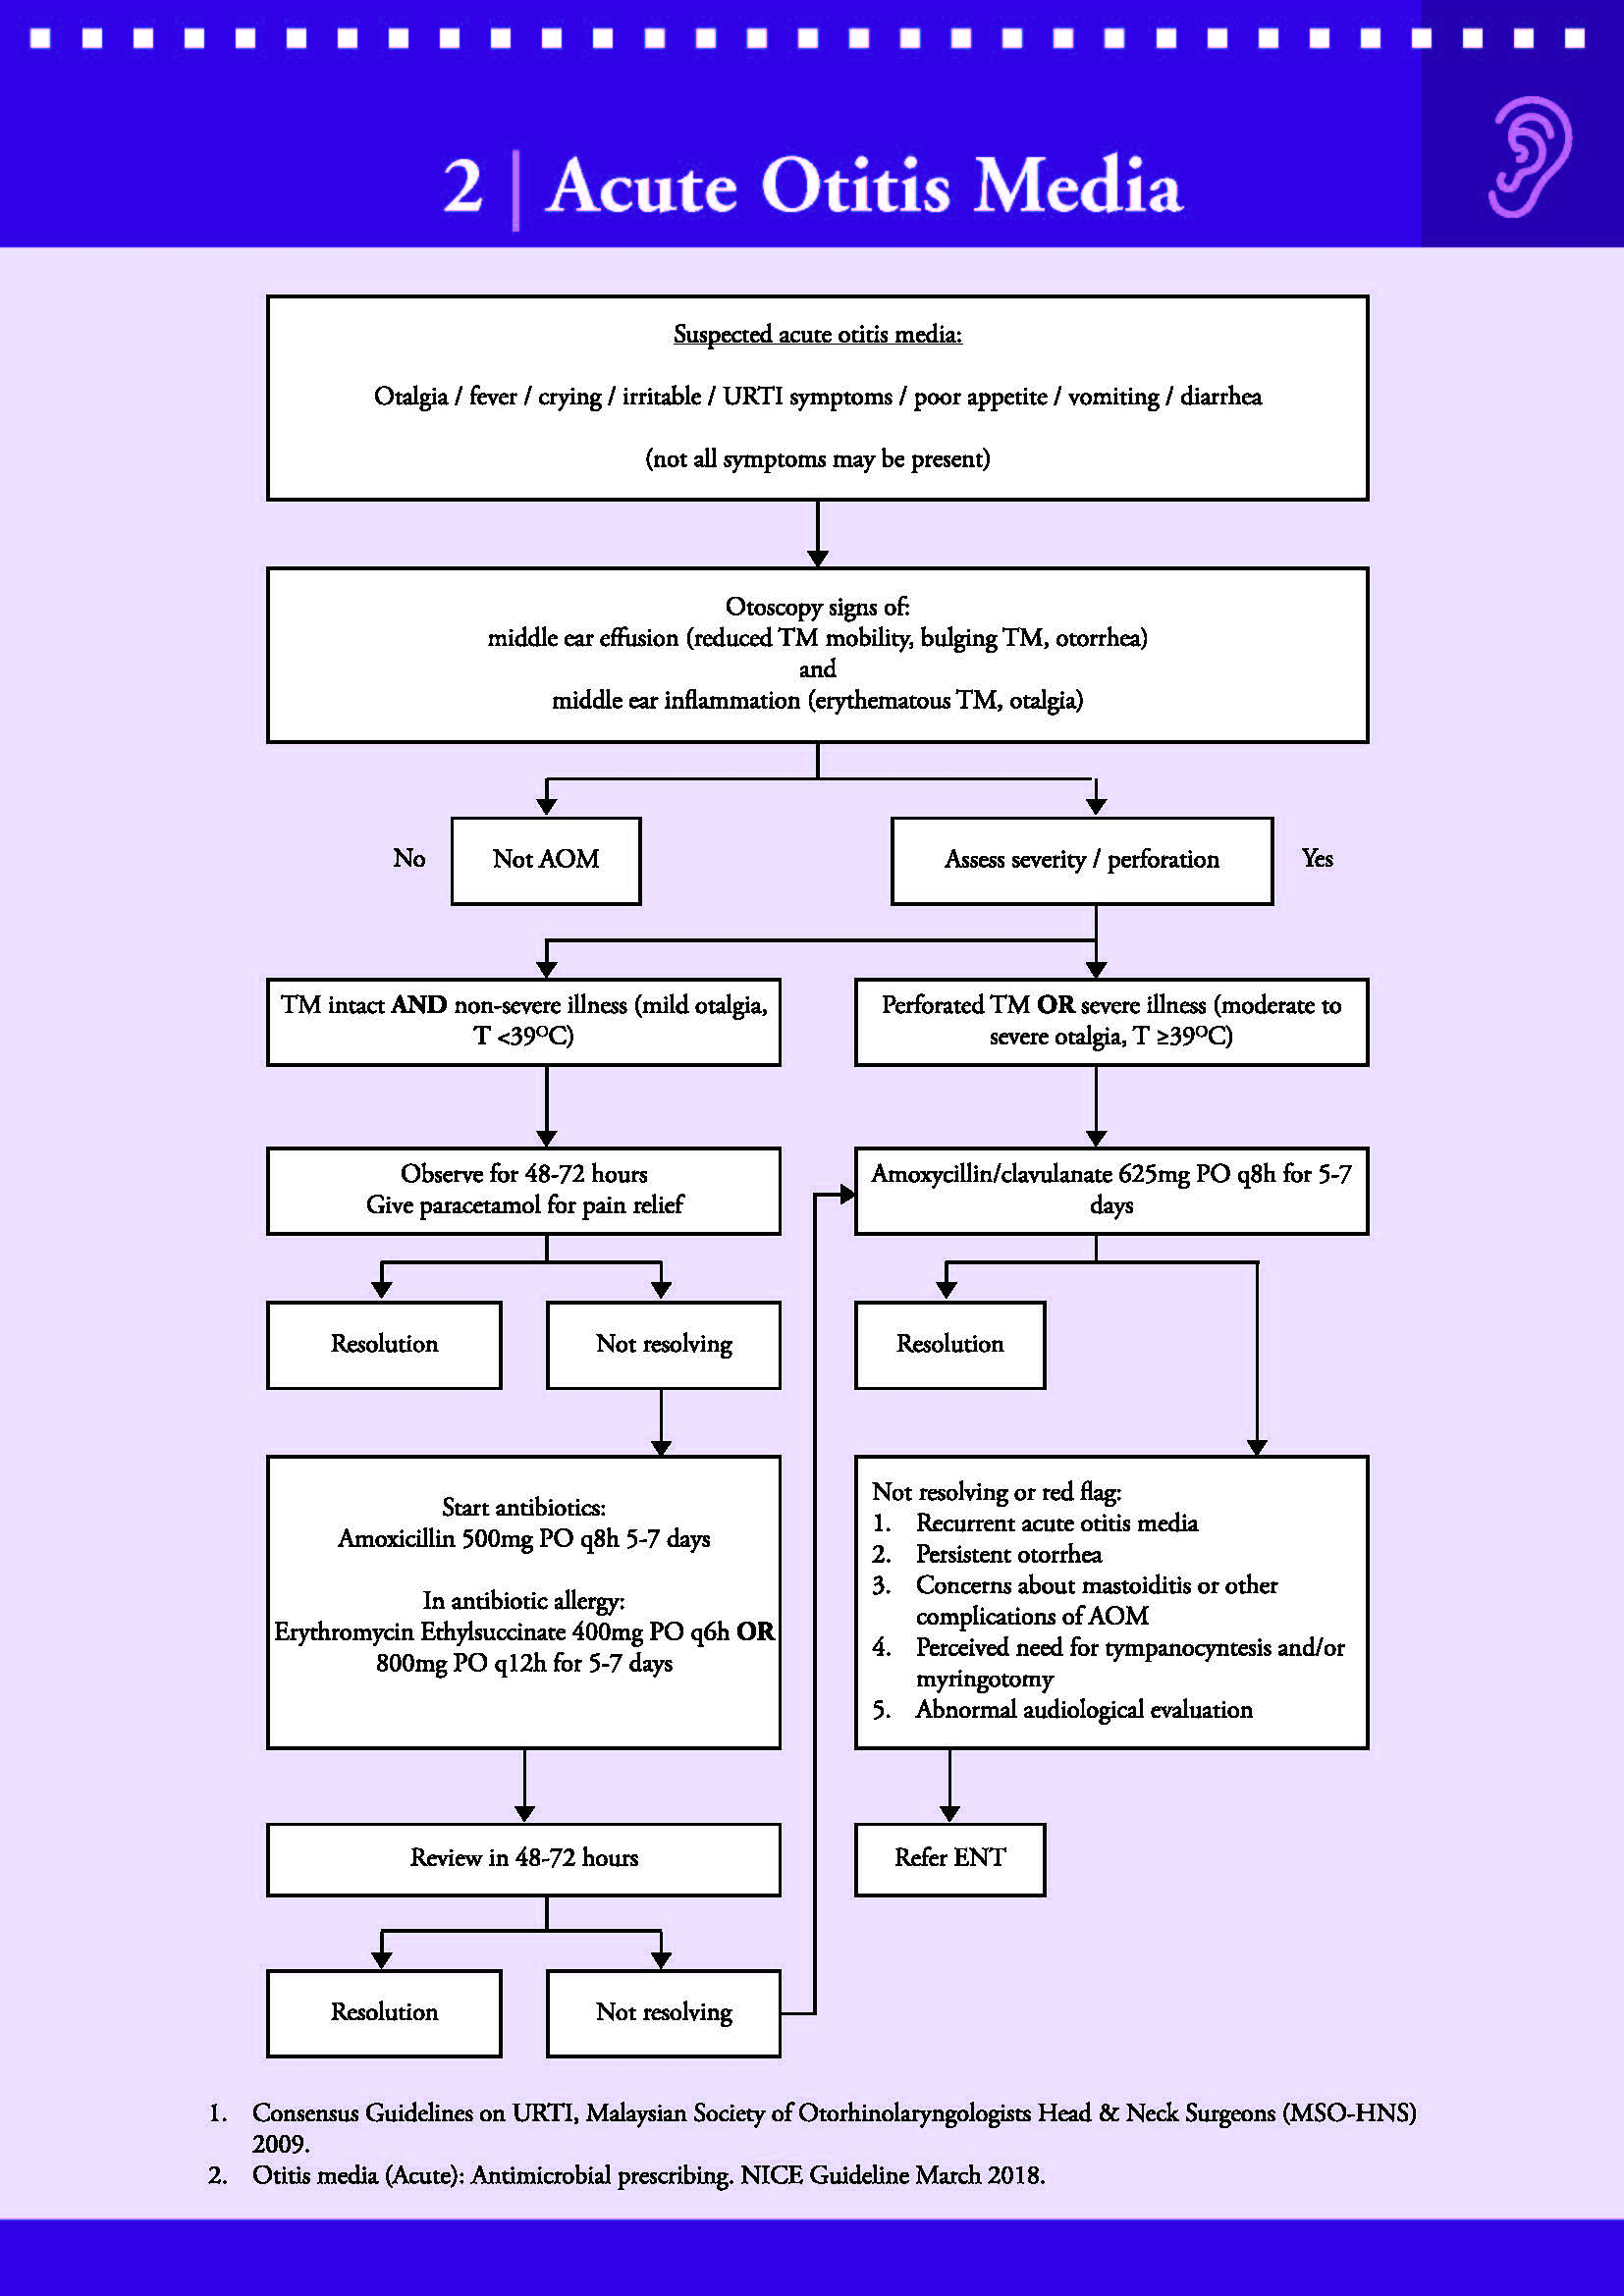 2 | Acute Otitis Media
Suspected acute otitis media:
Otalgia / fever / crying / irritable / URTI symptoms / poor appetite / vomiting / diarrhea
(not all symptoms may be present)
Otoscopy signs of:
middle ear effusion (reduced TM mobility, bulging TM, otorrhea)
and
middle ear inflammation (erythematous TM, otalgia)
No
Not AOM
Assess severity / perforation
Yes
TM intact AND non-severe illness (mild otalgia,
T <39°C)
Perforated TM OR severe illness (moderate to
severe otalgia, T ≥39°C)
Observe for 48-72 hours
Give paracetamol for pain relief
Amoxycillin/clavulanate 625mg PO q8h for 5-7
days
Resolution
Not resolving
Resolution
Start antibiotics:
Amoxicillin 500mg PO q8h 5-7 days
In antibiotic allergy:
Erythromycin Ethylsuccinate 400mg PO q6h OR
800mg PO q12h for 5-7 days
Not resolving or red flag:
1. Recurrent acute otitis media
2. Persistent otorrhea
3. Concerns about mastoiditis or other
complications of AOM
4. Perceived need for tympanocyntesis and/or
myringotomy
5. Abnormal audiological evaluation
Review in 48-72 hours
Refer ENT
Resolution
Not resolving
1. Consensus Guidelines on URTI, Malaysian Society of Otorhinolaryngologists Head & Neck Surgeons (MSO-HNS)
2009.
2. Otitis media (Acute): Antimicrobial prescribing. NICE Guideline March 2018.